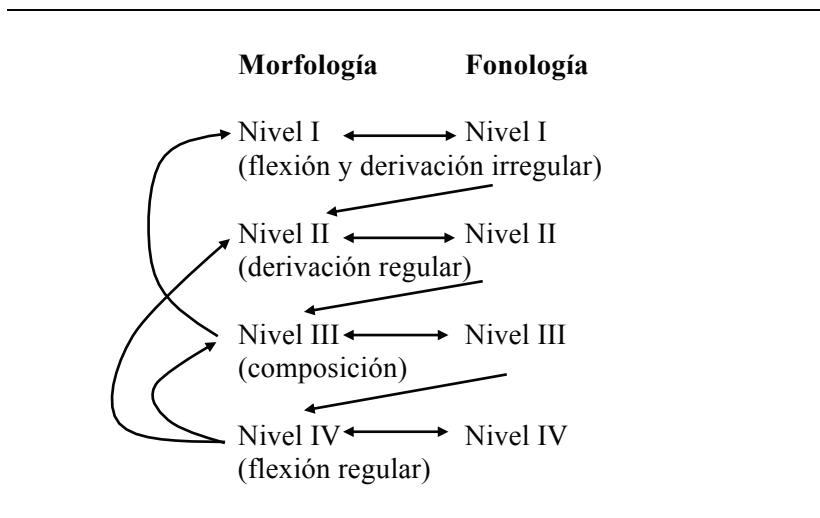 Morfología Fonología
Nivel I Nivel I
(flexión y derivación irregular)
Nivel II Nivel II
(derivación regular)
Nivel III Nivel III
(composición)
Nivel IV Nivel IV
(flexión regular)